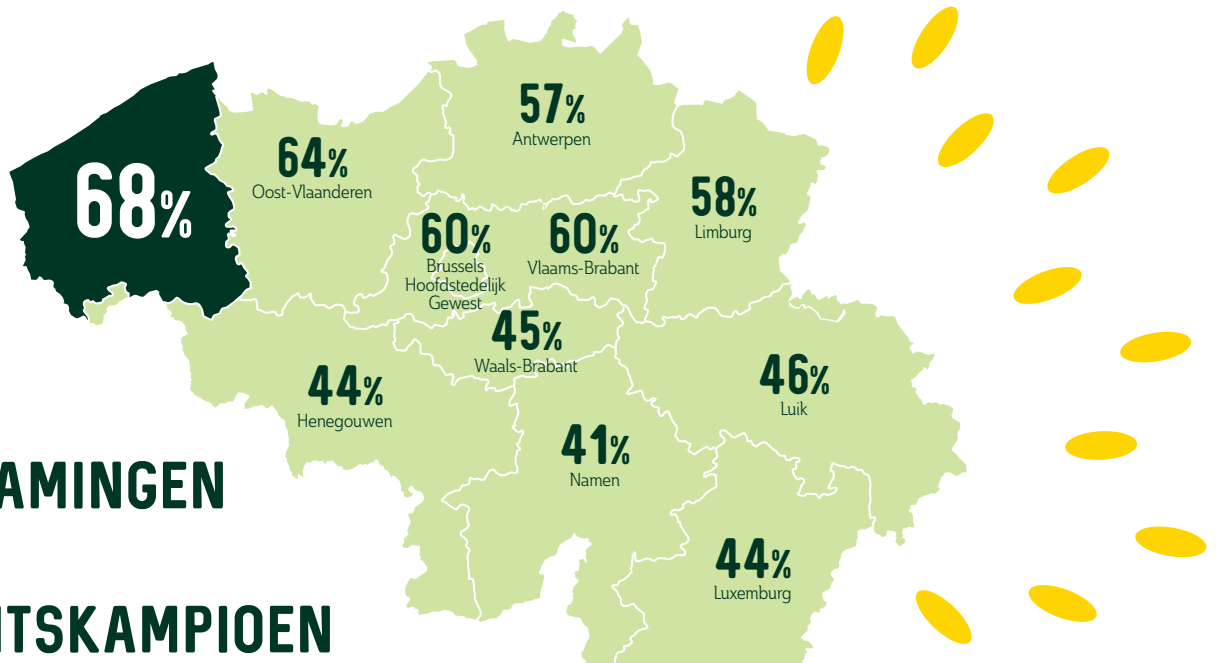 57%
Antwerpen
64%
Oost-Vlaanderen
68%
58%
Limburg
60%
Brussels
Hoofdstedelijk
Gewest
60%
Vlaams-Brabant
45%
Waals-Brabant
46%
Luik
44%
Henegouwen
41%
Namen
AMINGEN
44%
Luxemburg
ITSKAMPIOEN